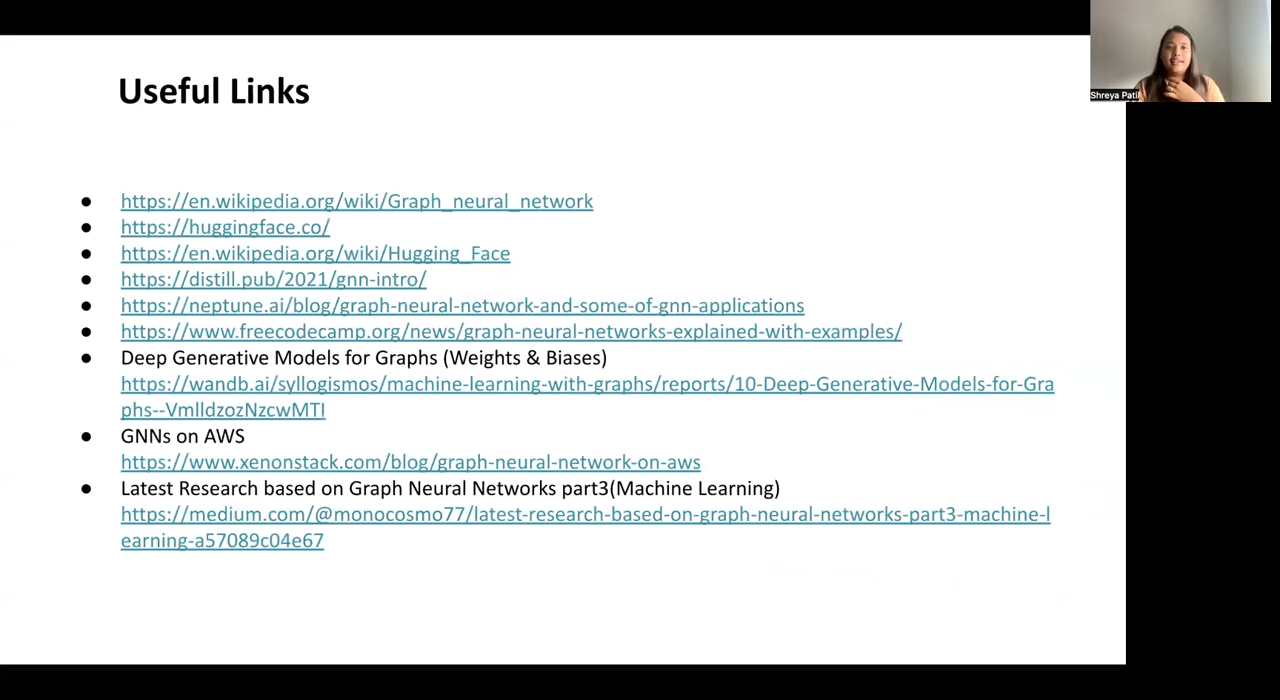 Useful Links
Shreya Patil
● https://en.wikipedia.org/wiki/Graph_neural_network
● https://huggingface.co/
● https://en.wikipedia.org/wiki/Hugging_Face
● https://distill.pub/2021/gnn-intro/
● https://neptune.ai/blog/graph-neural-network-and-some-of-gnn-applications
● https://www.freecodecamp.org/news/graph-neural-networks-explained-with-examples/
● Deep Generative Models for Graphs (Weights & Biases)
https://wandb.ai/syllogismos/machine-learning-with-graphs/reports/10-Deep-Generative-Models-for-Gra
phs--VmlldzozNzcwMTI
● GNNs on AWS
https://www.xenonstack.com/blog/graph-neural-network-on-aws
● Latest Research based on Graph Neural Networks part3(Machine Learning)
https://medium.com/@monocosmo77/latest-research-based-on-graph-neural-networks-part3-machine-l
earning-a57089c04e67